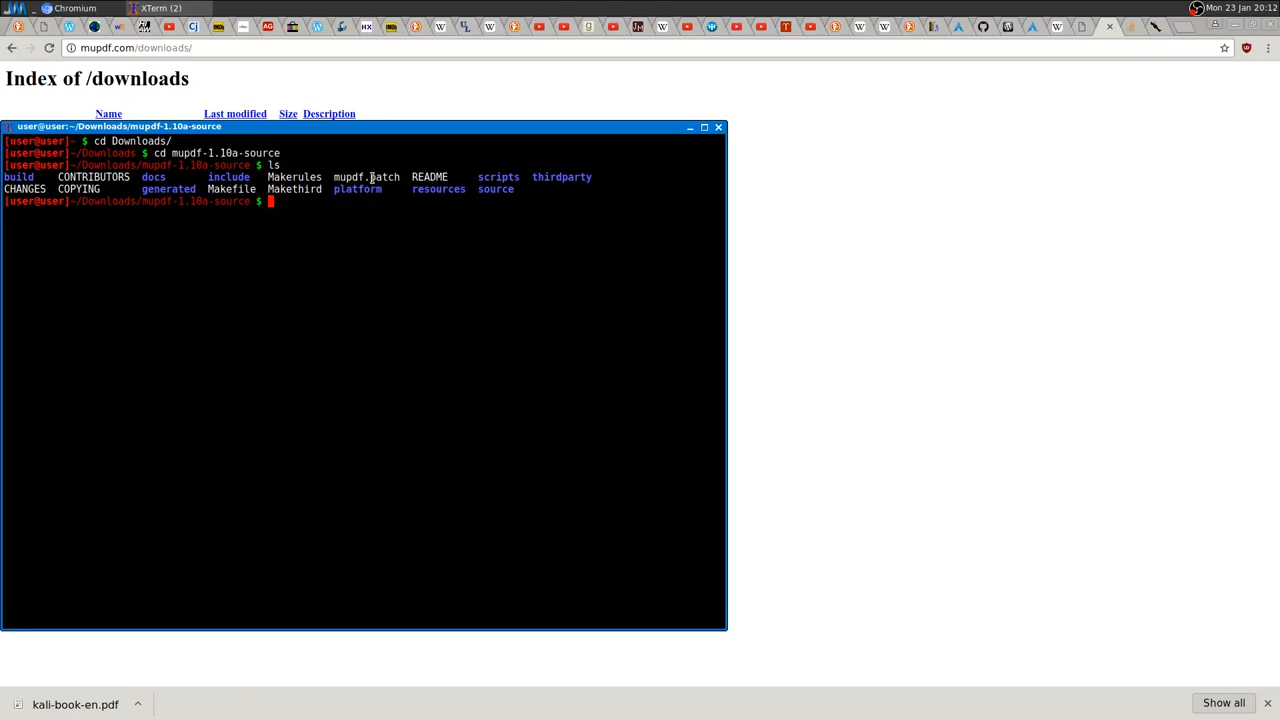 Chromium
XTerm (2)
Mon 23 Jan 20:12
mupdf.com/downloads/
Index of /downloads
Name Last modified Size Description
user@user:~/Downloads/mupdf-1.10a-source
[user@user]~ $ cd Downloads/
[user@user]~/Downloads $ cd mupdf-1.10a-source
[user@user]~/Downloads/mupdf-1.10a-source $ ls
build CONTRIBUTORS docs include Makerules mupdf.patch README scripts thirdparty
CHANGES COPYING generated Makefile Makethird platform resources source
[user@user]~/Downloads/mupdf-1.10a-source $
kali-book-en.pdf
Show all